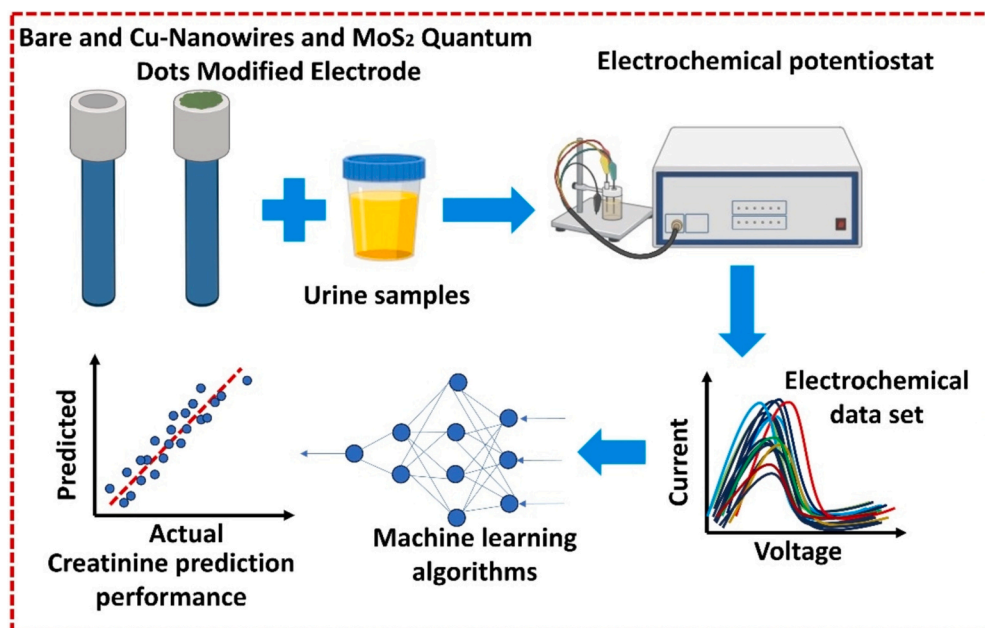 Bare and Cu-Nanowires and MoS₂ Quantum
Dots Modified Electrode
Electrochemical potentiostat
Urine samples
Electrochemical
data set
Current
Voltage
Machine learning
algorithms
Predicted
Actual
Creatinine prediction
performance